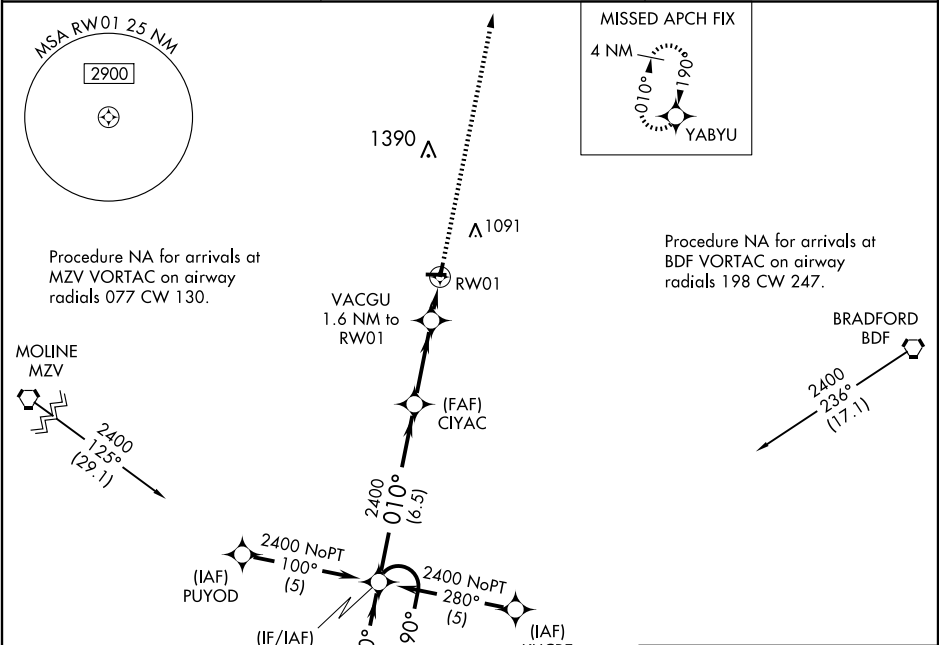 MSA RW01 25 NM
2900
MISSED APCH FIX
4 NM
010°
190°
YABYU
1390
1091
Procedure NA for arrivals at
MZV VORTAC on airway
radials 077 CW 130.
Procedure NA for arrivals at
BDF VORTAC on airway
radials 198 CW 247.
RW01
VACGU
1.6 NM to
RW01
MOLINE
MZV
2400
125°
(29.1)
BRADFORD
BDF
2400
236°
(17.1)
(FAF)
CIYAC
2400
010°
(6.5)
(IAF)
PUYOD
2400 NoPT
100°
(5)
2400 NoPT
280°
(5)
(IF/IAF)
0°
90°
(IAF)